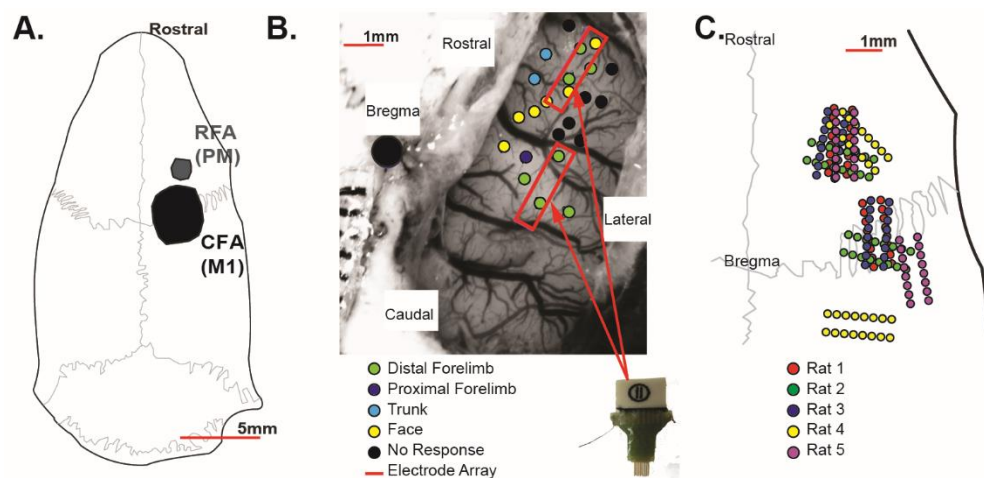 A.
Rostral
RFA
(PM)
CFA
(M1)
5mm
B.
1mm
Rostral
Bregma
Lateral
Caudal
Distal Forelimb
Proximal Forelimb
Trunk
Face
No Response
Electrode Array
C.
Rostral
1mm
Bregma
Rat 1
Rat 2
Rat 3
Rat 4
Rat 5